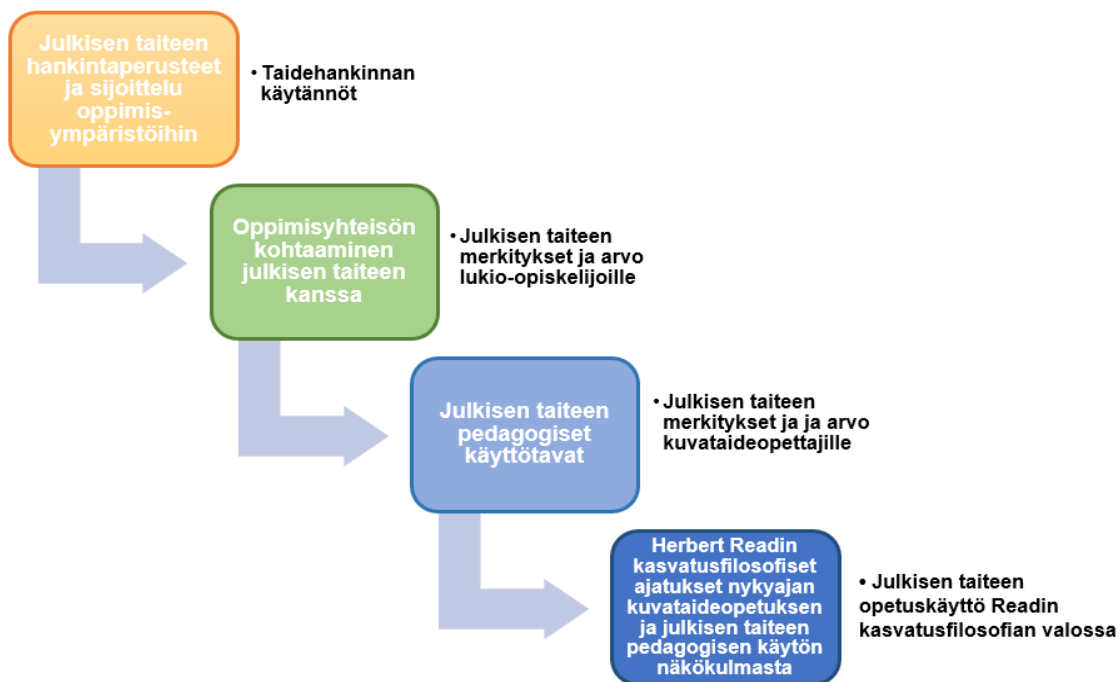 Julkisen taiteen
hankintaperusteet
ja sijoittelu
oppimis-
ympäristöihin
• Taidehankinnan
käytännöt
Oppimisyhteisön
kohtaaminen
julkisen taiteen
kanssa
• Julkisen taiteen
merkitykset ja arvo
lukio-opiskelijoille
Julkisen taiteen
pedagogiset
käyttötavat
• Julkisen taiteen
merkitykset ja ja arvo
kuvataideopettajille
Herbert Readin
kasvatusfilosofiset
ajatukset nykyajan
kuvataideopetuksen
ja julkisen taiteen
pedagogisen käytön
näkökulmasta
• Julkisen taiteen
opetuskäyttö Readin
kasvatusfilosofian valossa